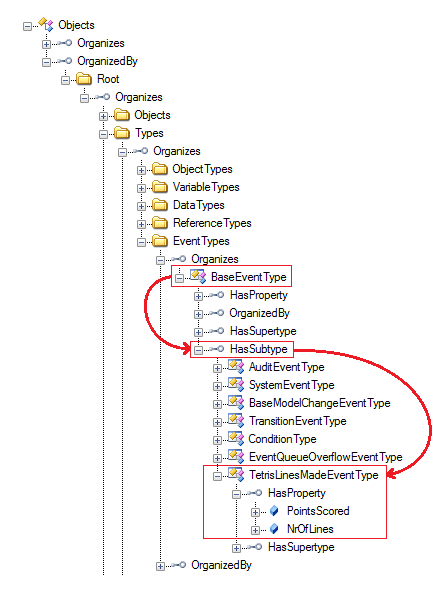 Objects
Organizes
OrganizedBy
Root
Organizes
Objects
Types
Organizes
ObjectTypes
VariableTypes
DataTypes
ReferenceTypes
EventTypes
Organizes
BaseEventType
HasProperty
OrganizedBy
HasSupertype
HasSubtype
AuditEventType
SystemEventType
BaseModelChangeEventType
TransitionEventType
ConditionType
EventQueueOverflowEventType
TetrisLinesMadeEventType
HasProperty
PointsScored
NrOfLines
HasSupertype
OrganizedBy